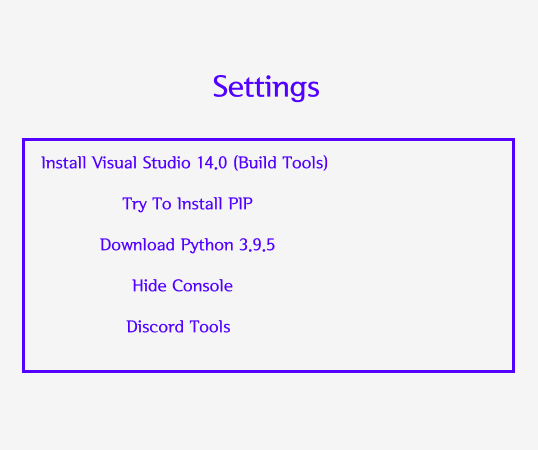 Settings
Install Visual Studio 14.0 (Build Tools)
Try To Install PIP
Download Python 3.9.5
Hide Console
Discord Tools